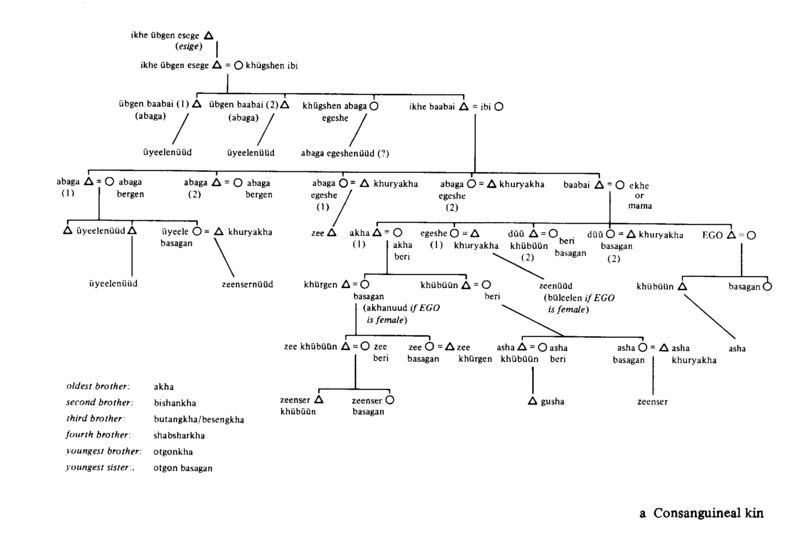 ikhe übgen esege
(esige)
ikhe übgen esege = khügshen ibi
übgen baabai (1) übgen baabai (2) khügshen abaga ikhe baabai = ibi
(abaga) (abaga) egeshe
üyeelenüüd üyeelenüüd abaga egeshenüüd (?)
abaga = abaga abaga = abaga abaga = khuryakha abaga = khuryakha baabai = ekhe
(1) bergen (2) bergen egeshe egeshe or
(1) (2) mama
üyeelenüüd üyeele = khuryakha zee akha = egeshe = düü = beri düü = khuryakha EGO =
basagan (1) akha (1) khuryakha khübüün basagan basagan
beri (2) (2)
üyeelenüüd zeensernüüd khürgen = khübüün = zeenüüd khübüün basagan
basagan beri (bülcelen if EGO
(akhanuud if EGO is female)
is female)
zee khübüün = zee zee = zee asha = asha asha = asha asha
beri basagan khürgen khübüün beri basagan khuryakha
zeenser zeenser gusha zeenser
khübüün basagan
oldest brother: akha
second brother: bishankha
third brother: butangkha/besengkha
fourth brother: shabsharkha
youngest brother: otgonkha
youngest sister:. otgon basagan
a Consanguineal kin